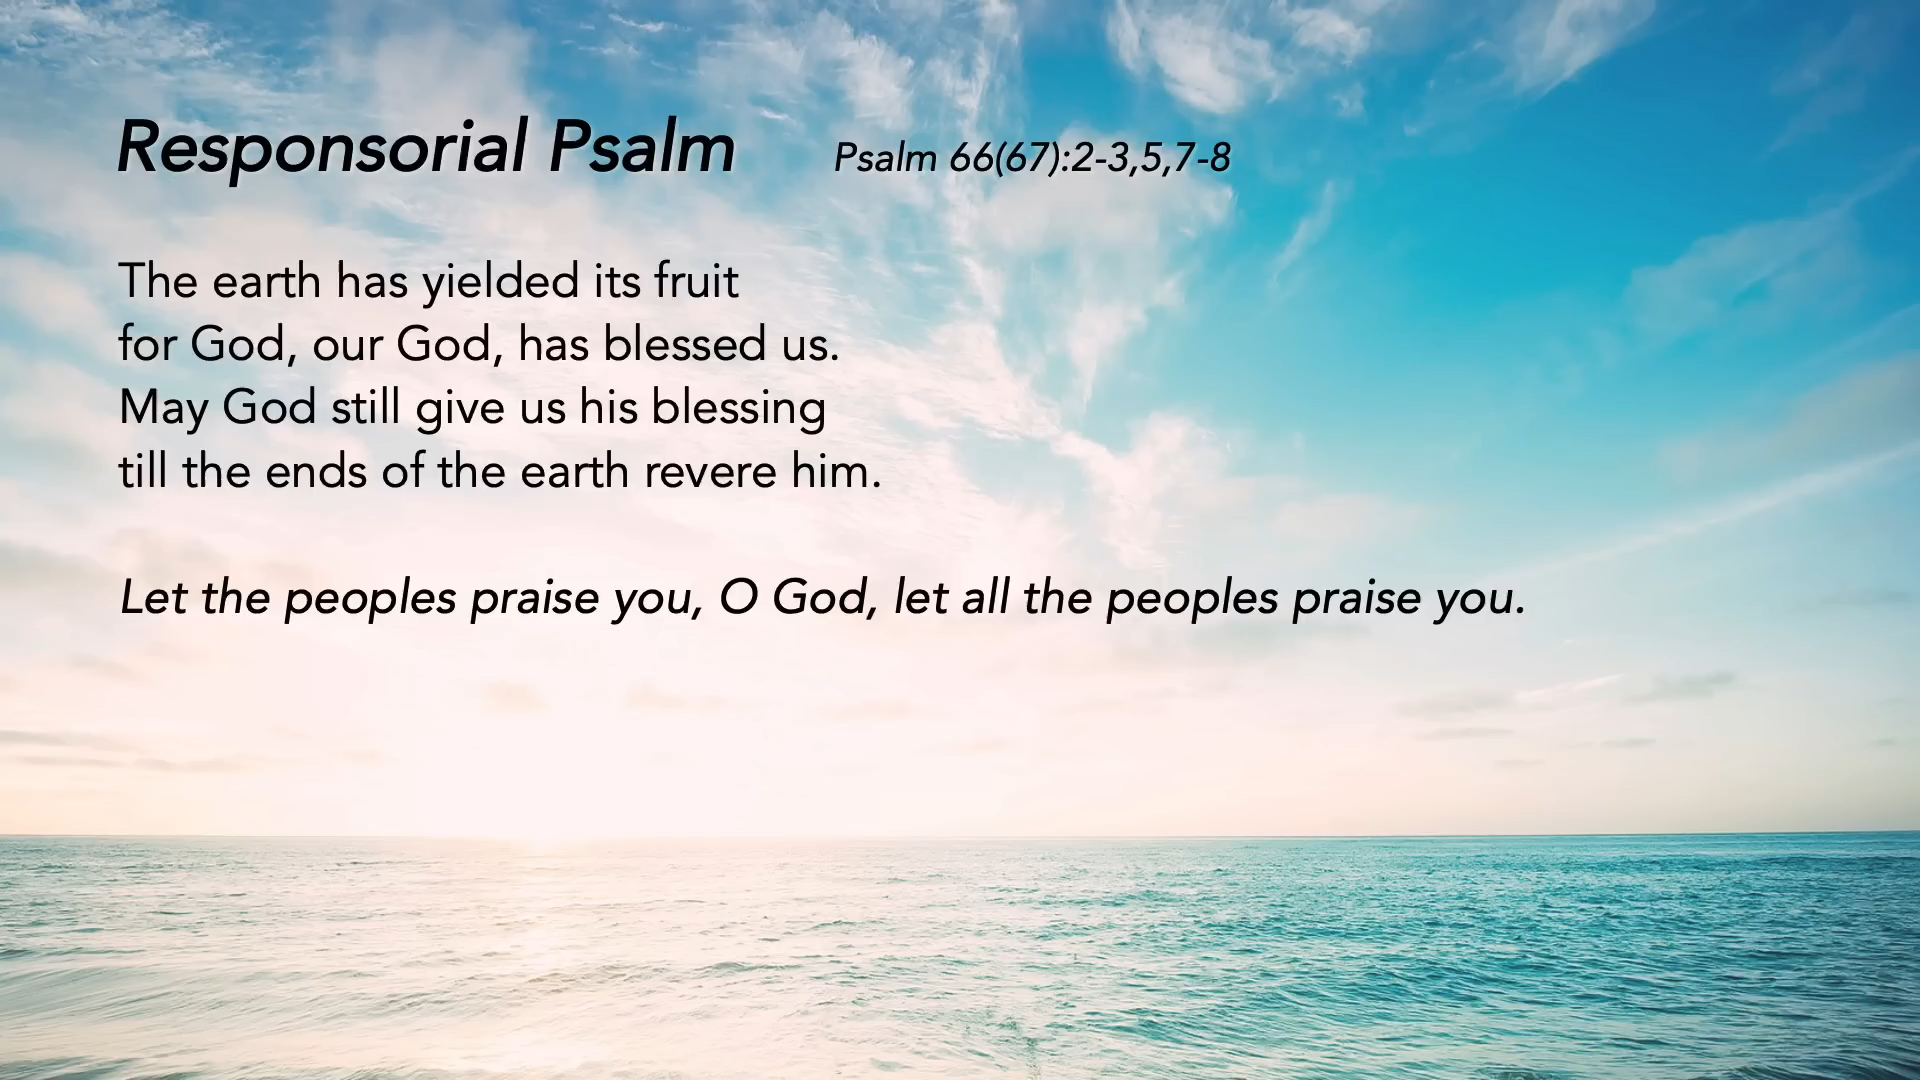 Responsorial Psalm Psalm 66(67):2-3,5,7-8
The earth has yielded its fruit
for God, our God, has blessed us.
May God still give us his blessing
till the ends of the earth revere him.
Let the peoples praise you, O God, let all the peoples praise you.